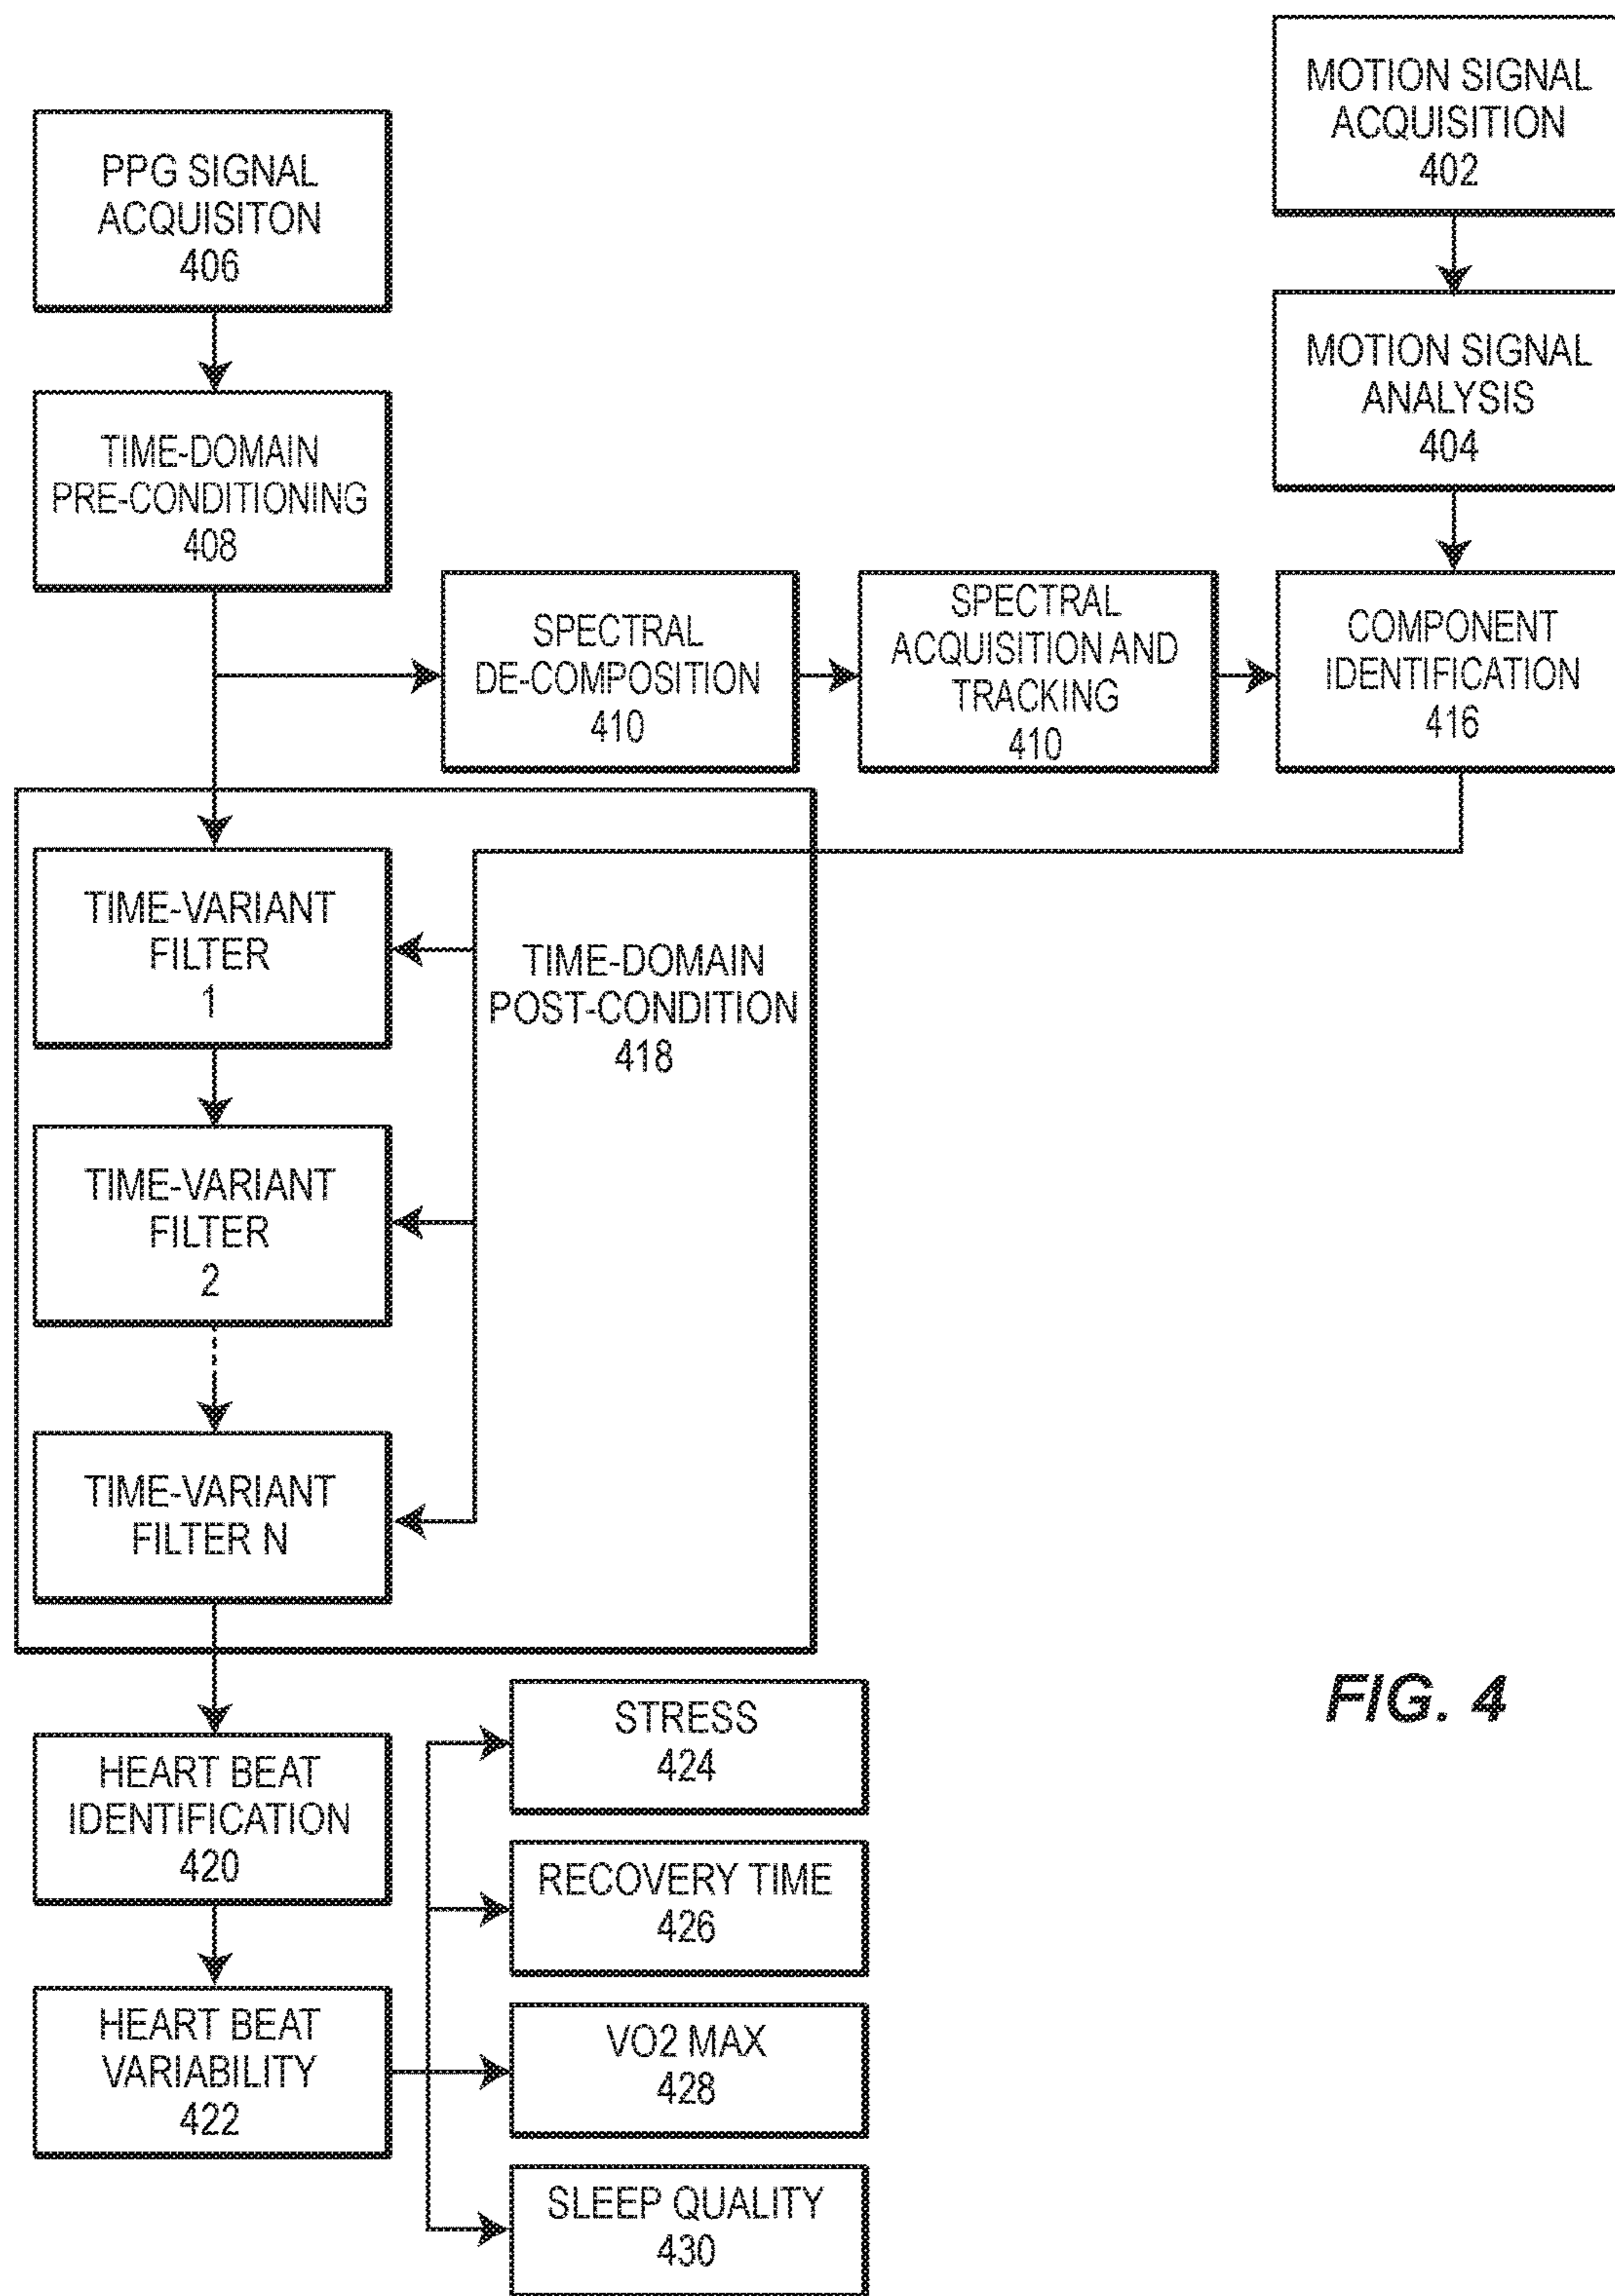 MOTION SIGNAL
ACQUISITION
402
PPG SIGNAL
ACQUISITON
406
MOTION SIGNAL
ANALYSIS
404
TIME-DOMAIN
PRE-CONDITIONING
408
SPECTRAL
DE-COMPOSITION
410
SPECTRAL
ACQUISITION AND
TRACKING
410
COMPONENT
IDENTIFICATION
416
TIME-VARIANT
FILTER
1
TIME-DOMAIN
POST-CONDITION
418
TIME-VARIANT
FILTER
2
TIME-VARIANT
FILTER N
HEART BEAT
IDENTIFICATION
420
HEART BEAT
VARIABILITY
422
STRESS
424
RECOVERY TIME
426
VO2 MAX
428
SLEEP QUALITY
430
FIG. 4